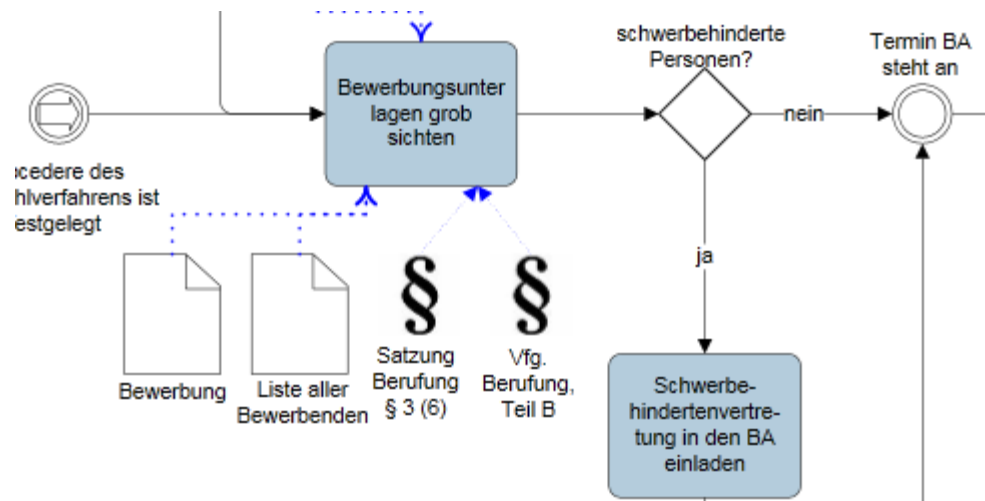 schwerbehinderte
Personen?
Termin BA
steht an
Bewerbungsunter
lagen grob
sichten
nein
ocedere des
hlverfahrens ist
estgelegt
ja
§
§
Bewerbung
Liste aller
Bewerbenden
Satzung
Berufung
§ 3 (6)
Vfg.
Berufung,
Teil B
Schwerbe-
hindertenvertre-
tung in den BA
einladen